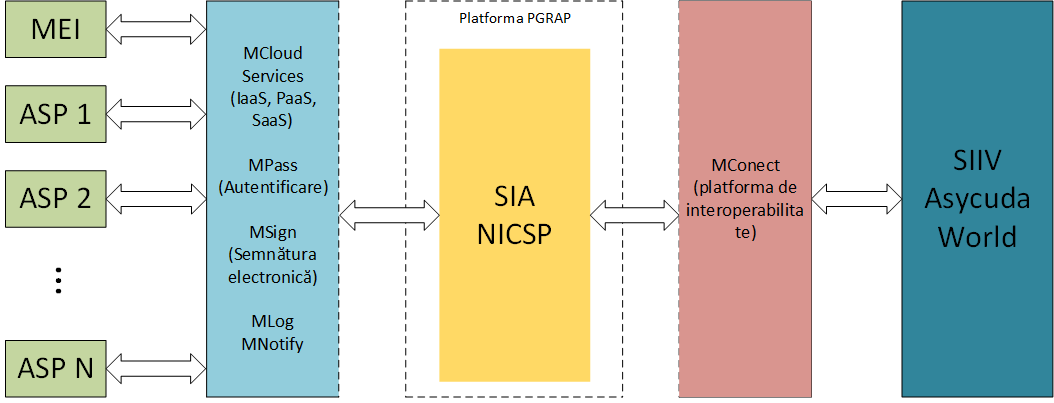 MEI
ASP 1
ASP 2
⋮
ASP N
MCloud
Services
(IaaS, PaaS,
SaaS)
MPass
(Autentificare)
MSign
(Semnătura
electronică)
MLog
MNotify
Platforma PGRAP
SIA
NICSP
MConect
(platforma de
interoperabilita
te)
SIIV
Asycuda
World